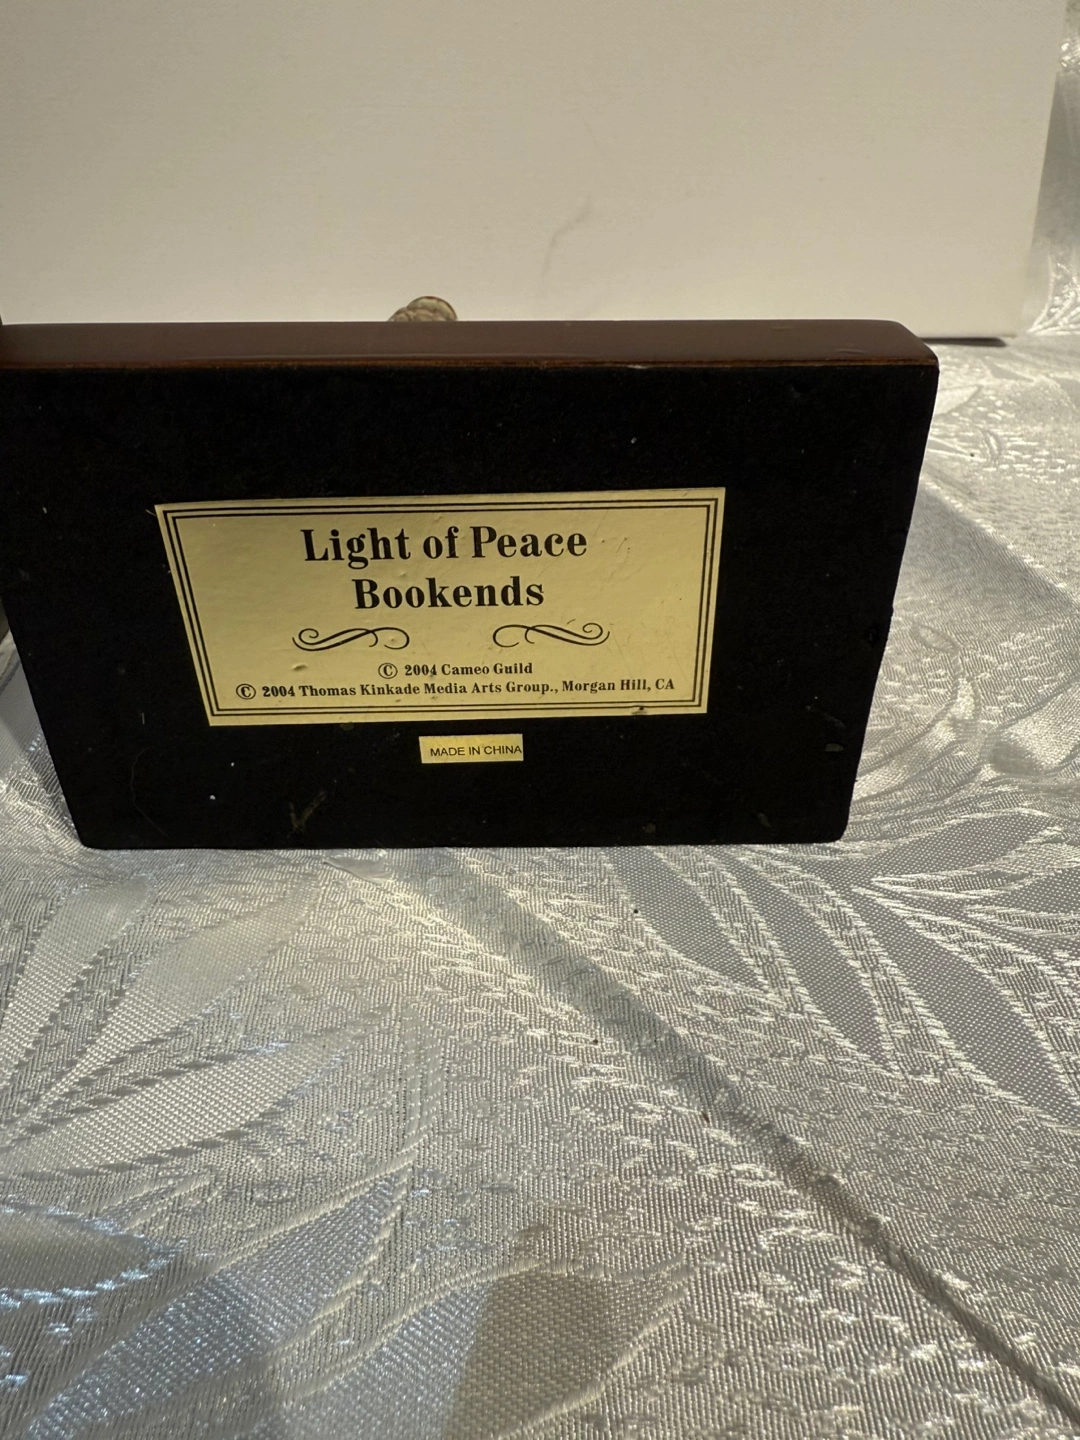 Light of Peace
Bookends
© 2004 Cameo Guild
© 2004 Thomas Kinkade Media Arts Group., Morgan Hill, CA
MADE IN CHINA